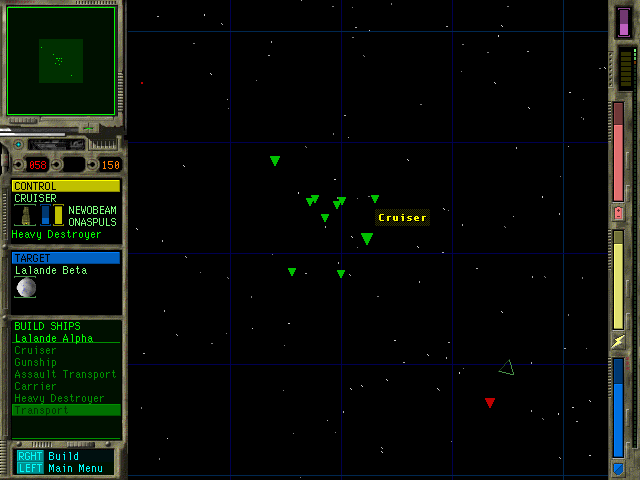 058
150
CONTROL
CRUISER
NEWOBEAM
ONASPULS
Heavy Destroyer
Cruiser
TARGET
Lalande Beta
BUILD SHIPS
Lalande Alpha
Cruiser
Gunship
Assault Transport
Carrier
Heavy Destroyer
Transport
RGHT Build
LEFT Main Menu